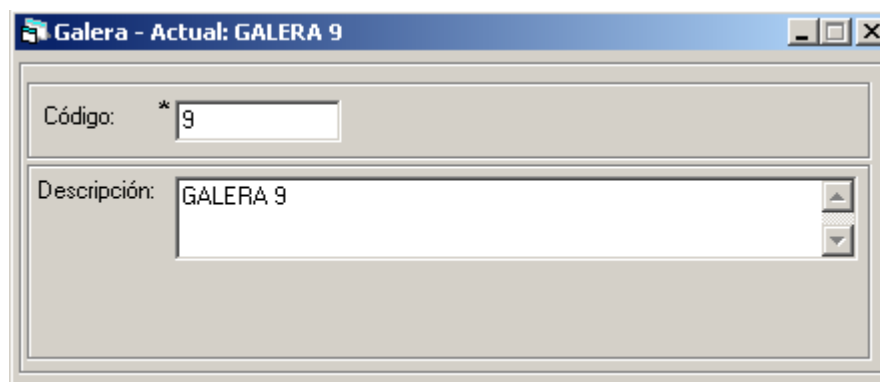 Galera - Actual: GALERA 9
Código: * 9
Descripción: GALERA 9